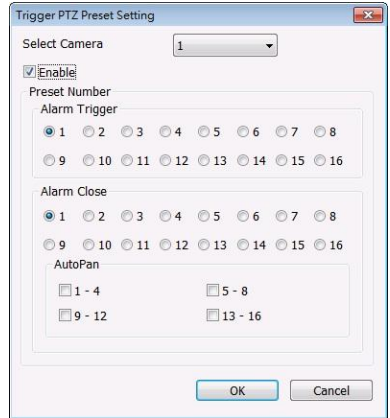 Trigger PTZ Preset Setting
Select Camera 1
Enable
Preset Number
Alarm Trigger
1 2 3 4 5 6 7 8
9 10 11 12 13 14 15 16
Alarm Close
1 2 3 4 5 6 7 8
9 10 11 12 13 14 15 16
AutoPan
1 - 4 5 - 8
9 - 12 13 - 16
OK Cancel